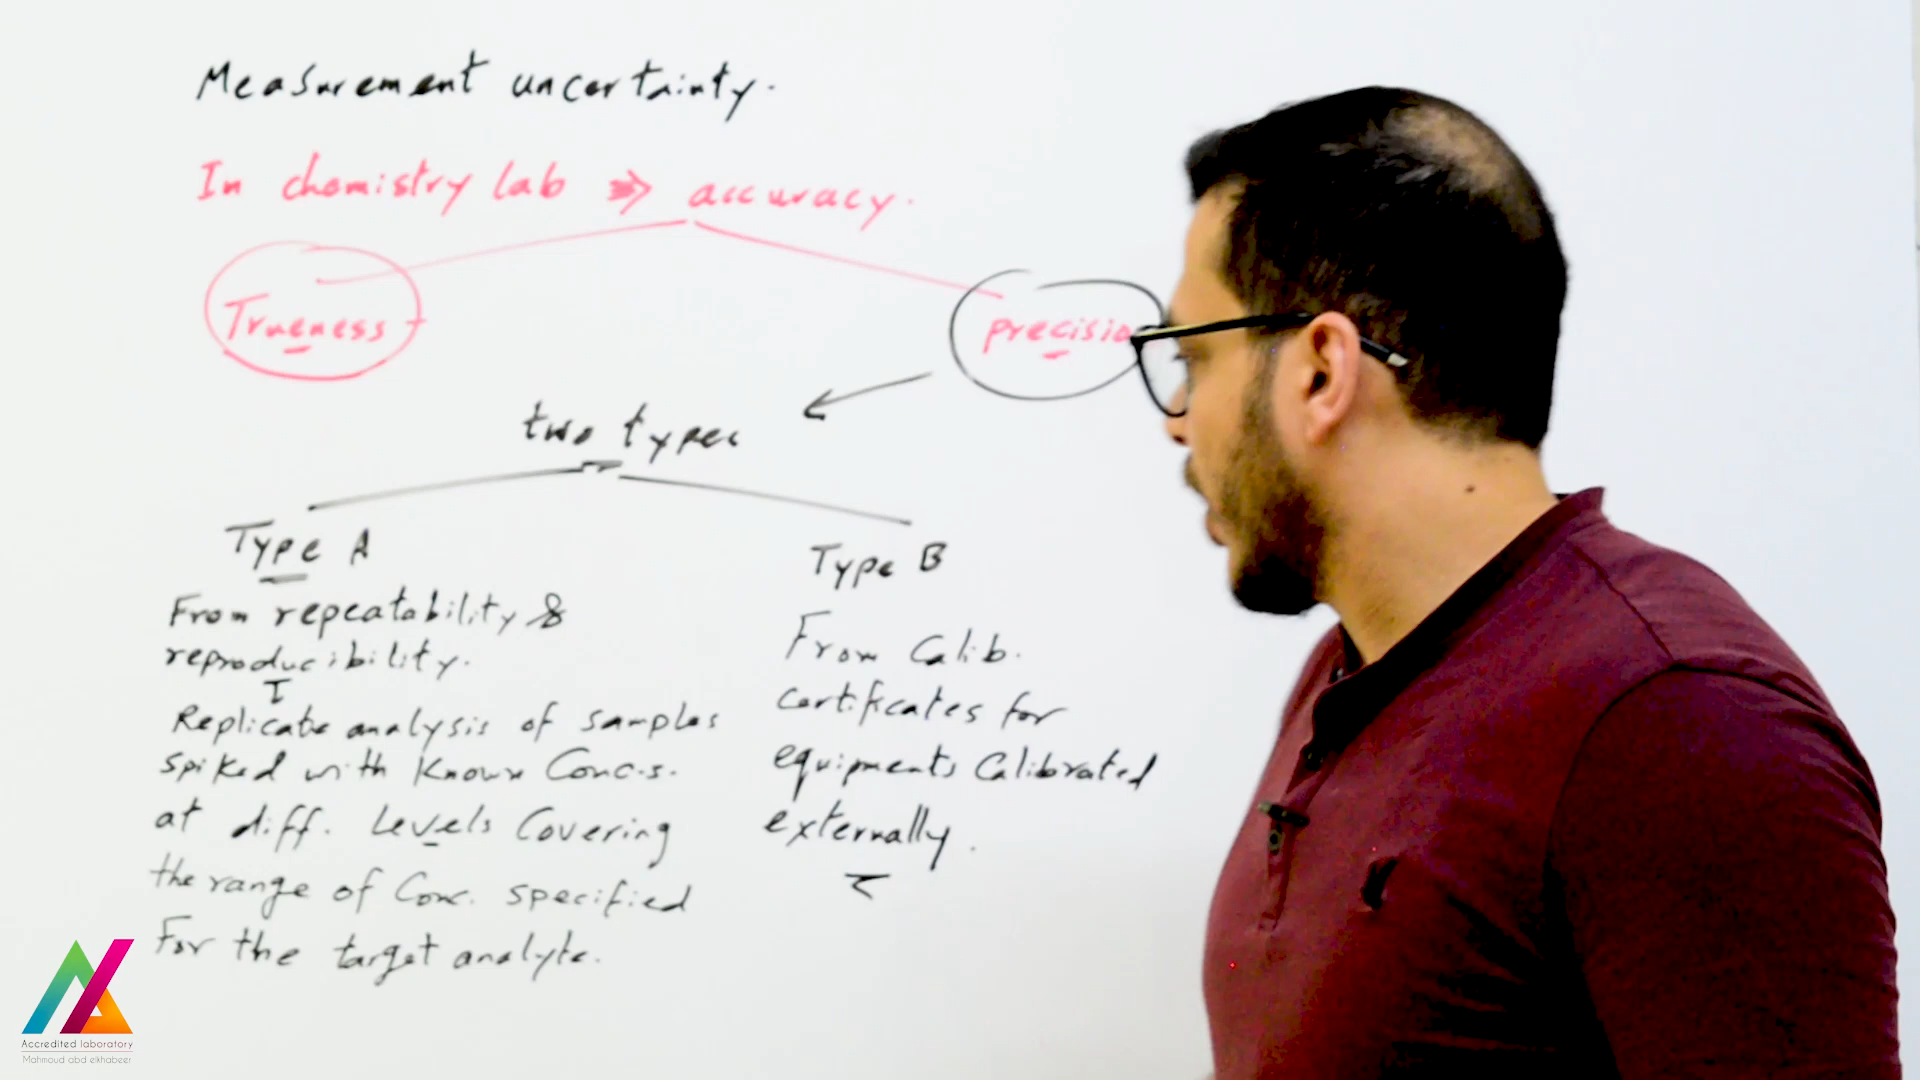 Measurement uncertainty.
In chemistry lab => accuracy.
Trueness
precision
two types
Type A
From repeatability &
reproducibility.
Replicate analysis of samples
spiked with Known Conc.s.
at diff. Levels Covering
the range of Conc. specified
For the target analyte.
Type B
From Calib.
certificates for
equipments Calibrated
externally.
Accredited laboratory
Mahmoud abd elkhabeer